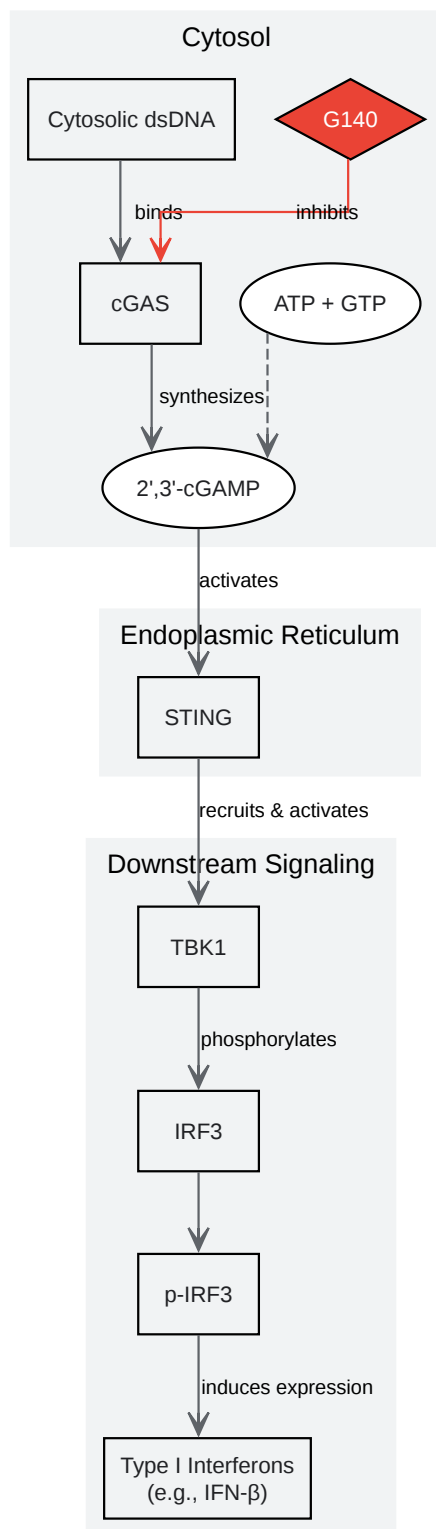 Cytosol
Cytosolic dsDNA
G140
binds
inhibits
cGAS
ATP + GTP
synthesizes
2',3'-cGAMP
activates
Endoplasmic Reticulum
STING
recruits & activates
Downstream Signaling
TBK1
phosphorylates
IRF3
p-IRF3
induces expression
Type I Interferons
(e.g., IFN-β)